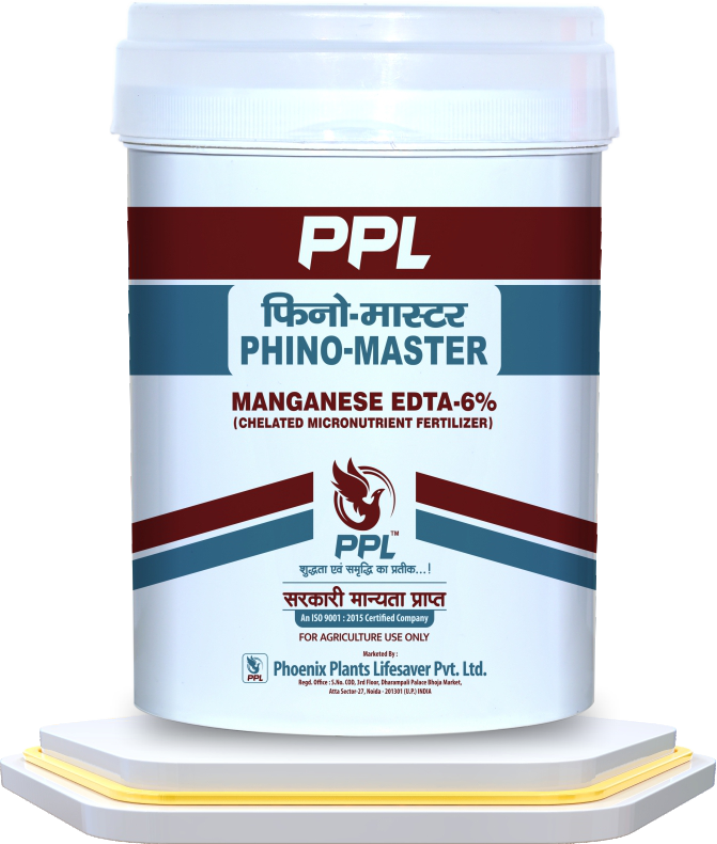 PPL
फिनो-मास्टर
PHINO-MASTER
MANGANESE EDTA-6%
(CHELATED MICRONUTRIENT FERTILIZER)
PPL™
शुद्धता एवं समृद्धि का प्रतीक...!
सरकारी मान्यता प्राप्त
An ISO 9001 : 2015 Certified Company
FOR AGRICULTURE USE ONLY
Marketed By :
PPL
Phoenix Plants Lifesaver Pvt. Ltd.
Regd. Office : S.No. COD, 3rd Floor, Dharampali Palace Bhoja Market,
Atta Sector-27, Noida - 201301 (U.P.) INDIA